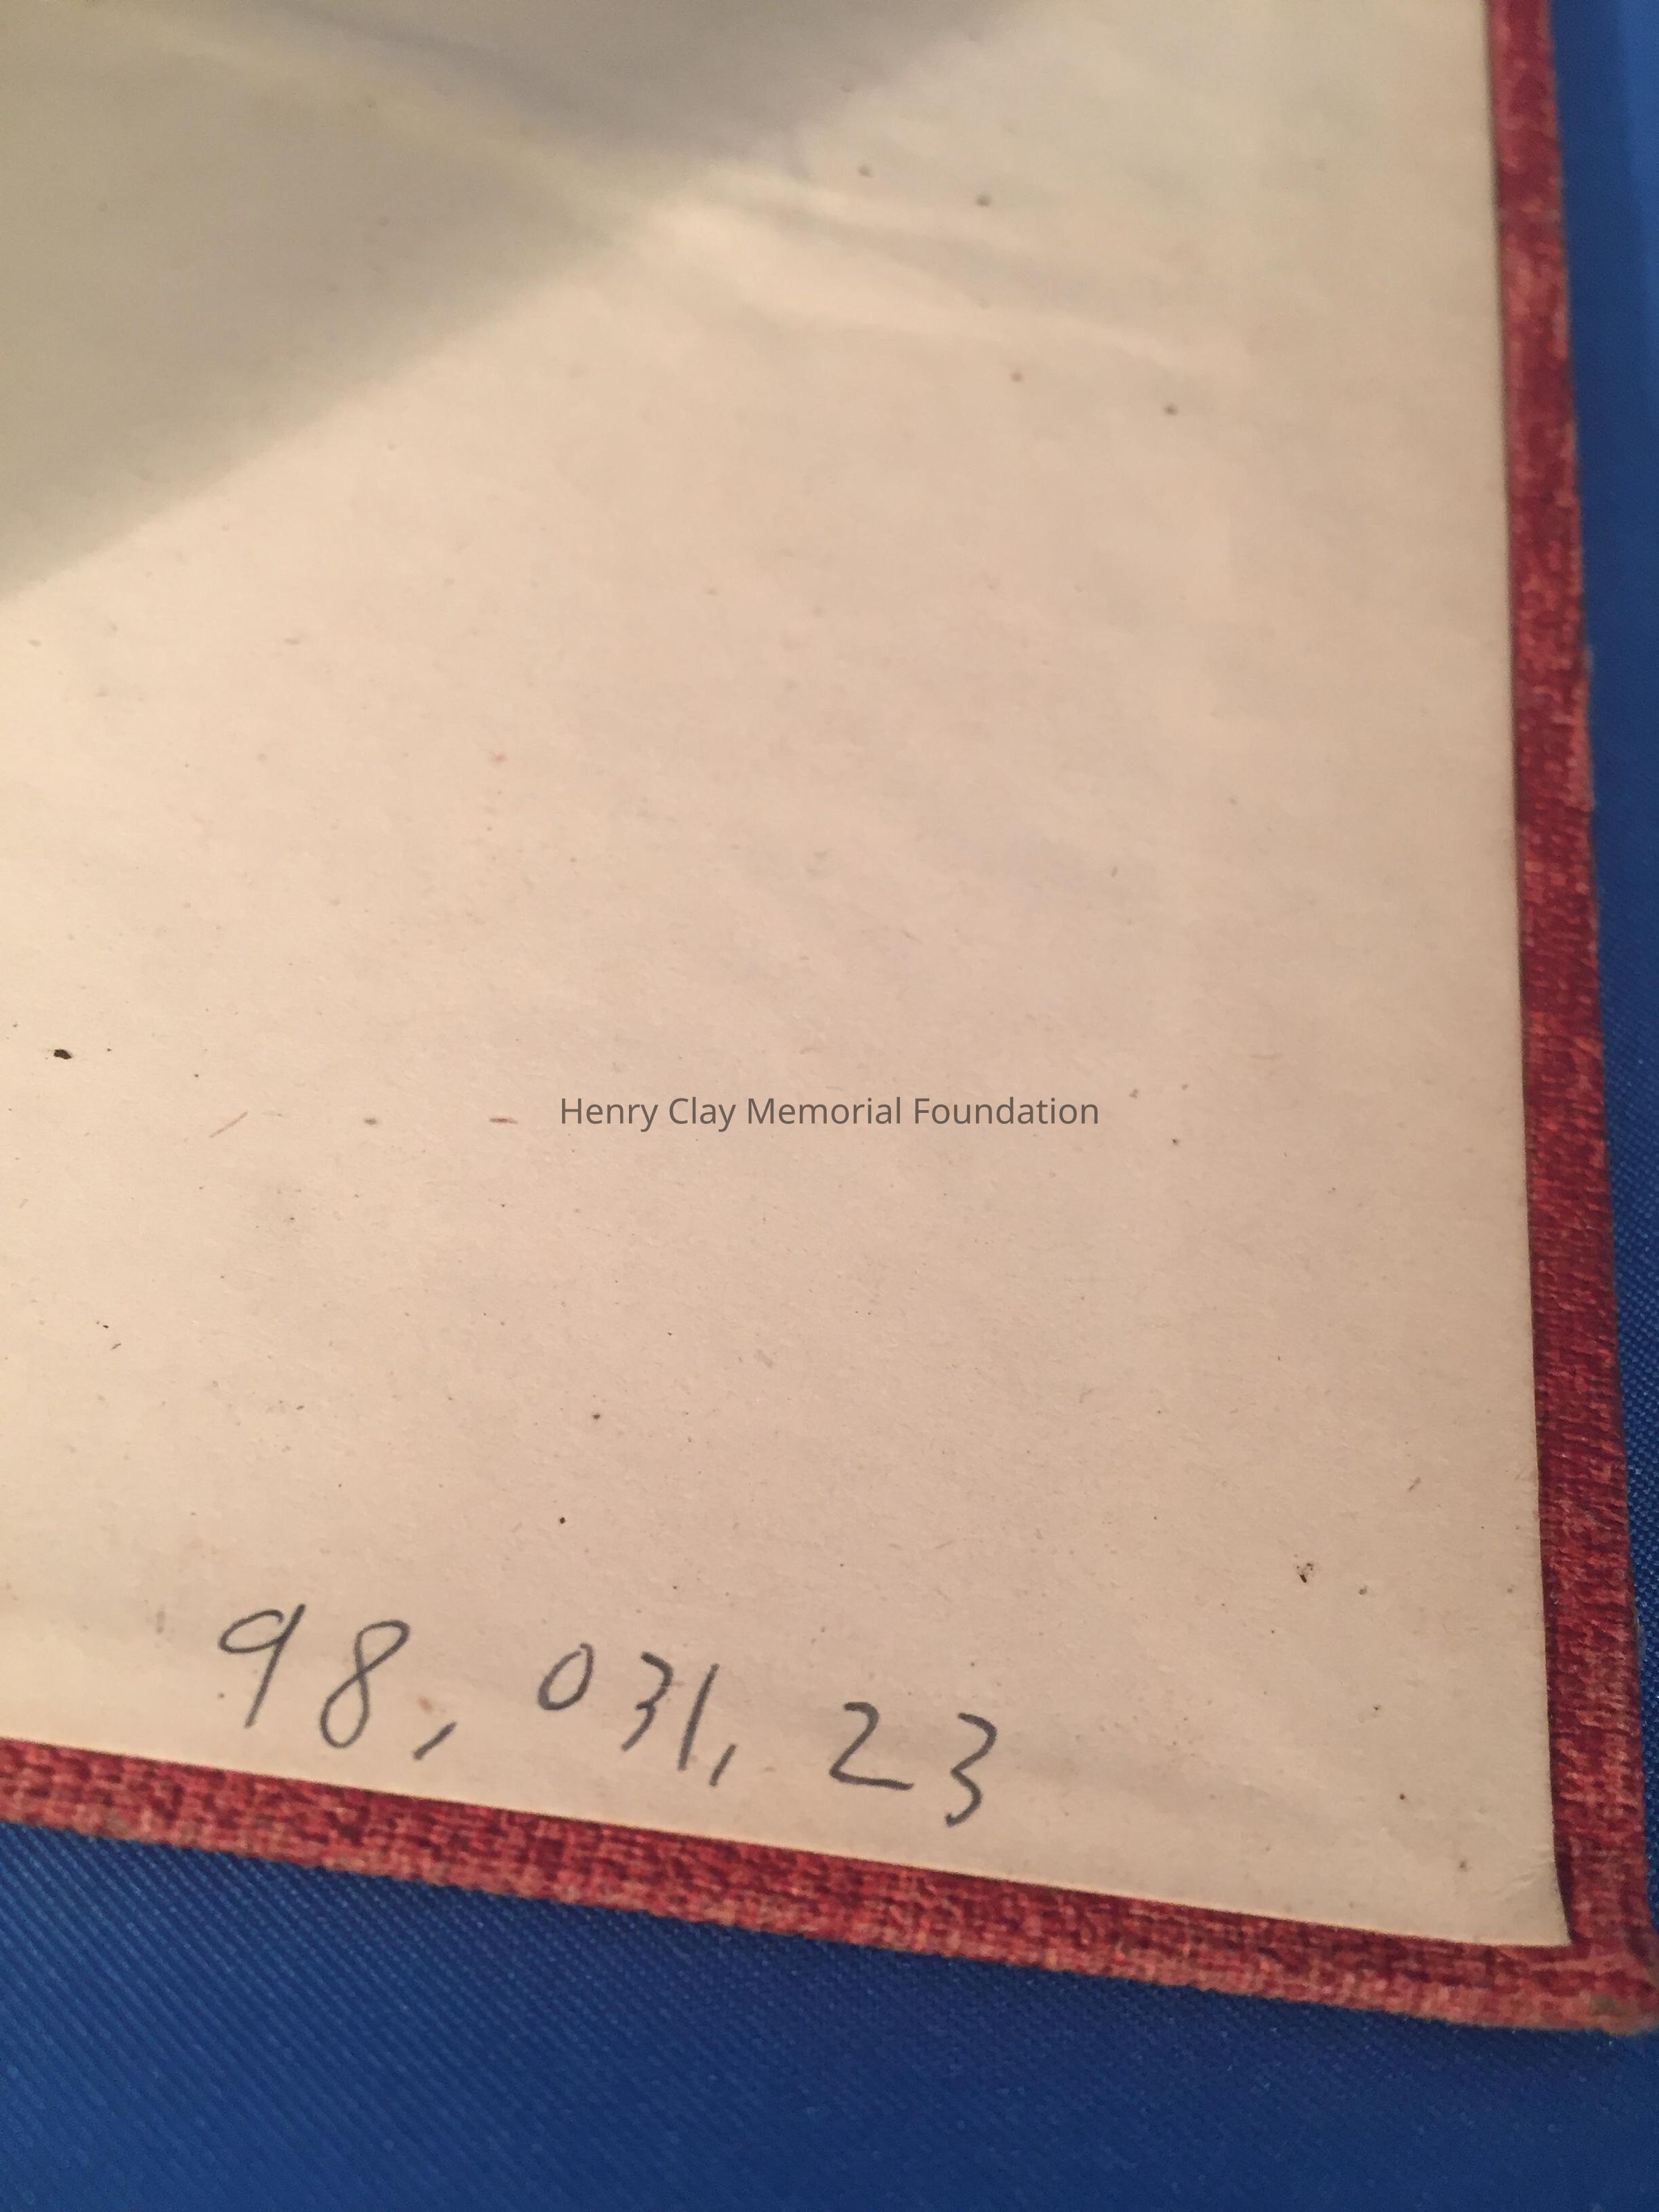 Henry Clay Memorial Foundation
98, 031, 23